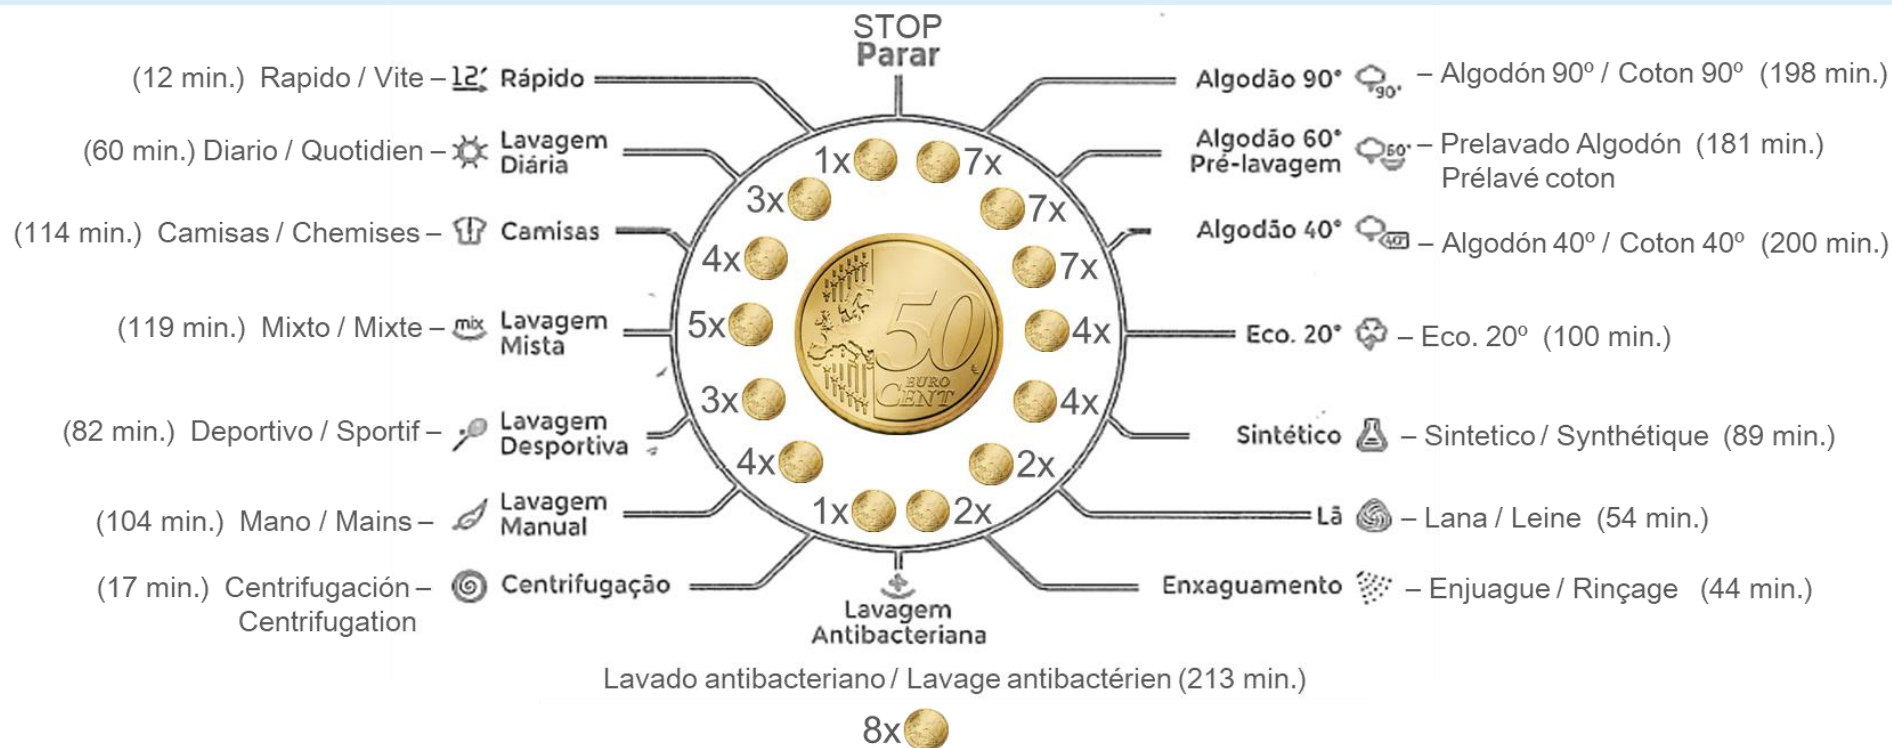 STOP
Parar
(12 min.) Rapido / Vite – 12' Rápido
Algodão 90° 90° – Algodón 90º / Coton 90º (198 min.)
(60 min.) Diario / Quotidien – Lavagem
Diária
Algodão 60° 60° – Prelavado Algodón (181 min.)
Pré-lavagem Prélavé coton
(114 min.) Camisas / Chemises – Camisas
Algodão 40° 40° – Algodón 40º / Coton 40º (200 min.)
(119 min.) Mixto / Mixte – mix Lavagem
Mista
Eco. 20° – Eco. 20º (100 min.)
(82 min.) Deportivo / Sportif – Lavagem
Desportiva
Sintético – Sintetico / Synthétique (89 min.)
(104 min.) Mano / Mains – Lavagem
Manual
Lã – Lana / Leine (54 min.)
(17 min.) Centrifugación – Centrifugação
Centrifugation
Enxaguamento – Enjuague / Rinçage (44 min.)
1x 7x
3x 7x
4x 7x
5x 4x
3x 4x
4x 2x
1x 2x
50
EURO
CENT
Lavagem
Antibacteriana
Lavado antibacteriano / Lavage antibactérien (213 min.)
8x